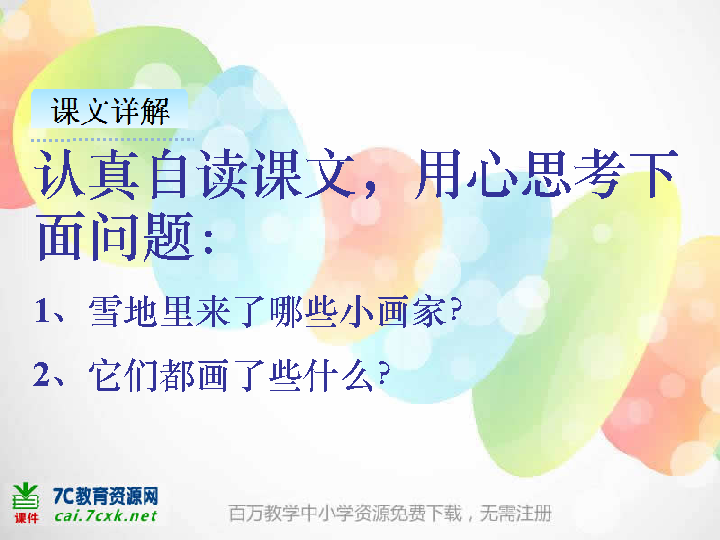 课文详解
认真自读课文，用心思考下
面问题：
1、雪地里来了哪些小画家？
2、它们都画了些什么？
7C教育资源网
课件
cai.7cxk.net
百万教学中小学资源免费下载，无需注册